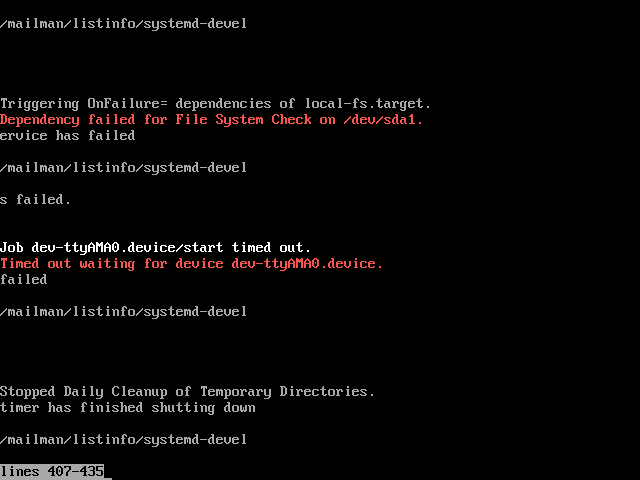 /mailman/listinfo/systemd-devel
Triggering OnFailure= dependencies of local-fs.target.
Dependency failed for File System Check on /dev/sda1.
ervice has failed
/mailman/listinfo/systemd-devel
s failed.
Job dev-ttyAMA0.device/start timed out.
Timed out waiting for device dev-ttyAMA0.device.
failed
/mailman/listinfo/systemd-devel
Stopped Daily Cleanup of Temporary Directories.
timer has finished shutting down
/mailman/listinfo/systemd-devel
lines 407-435